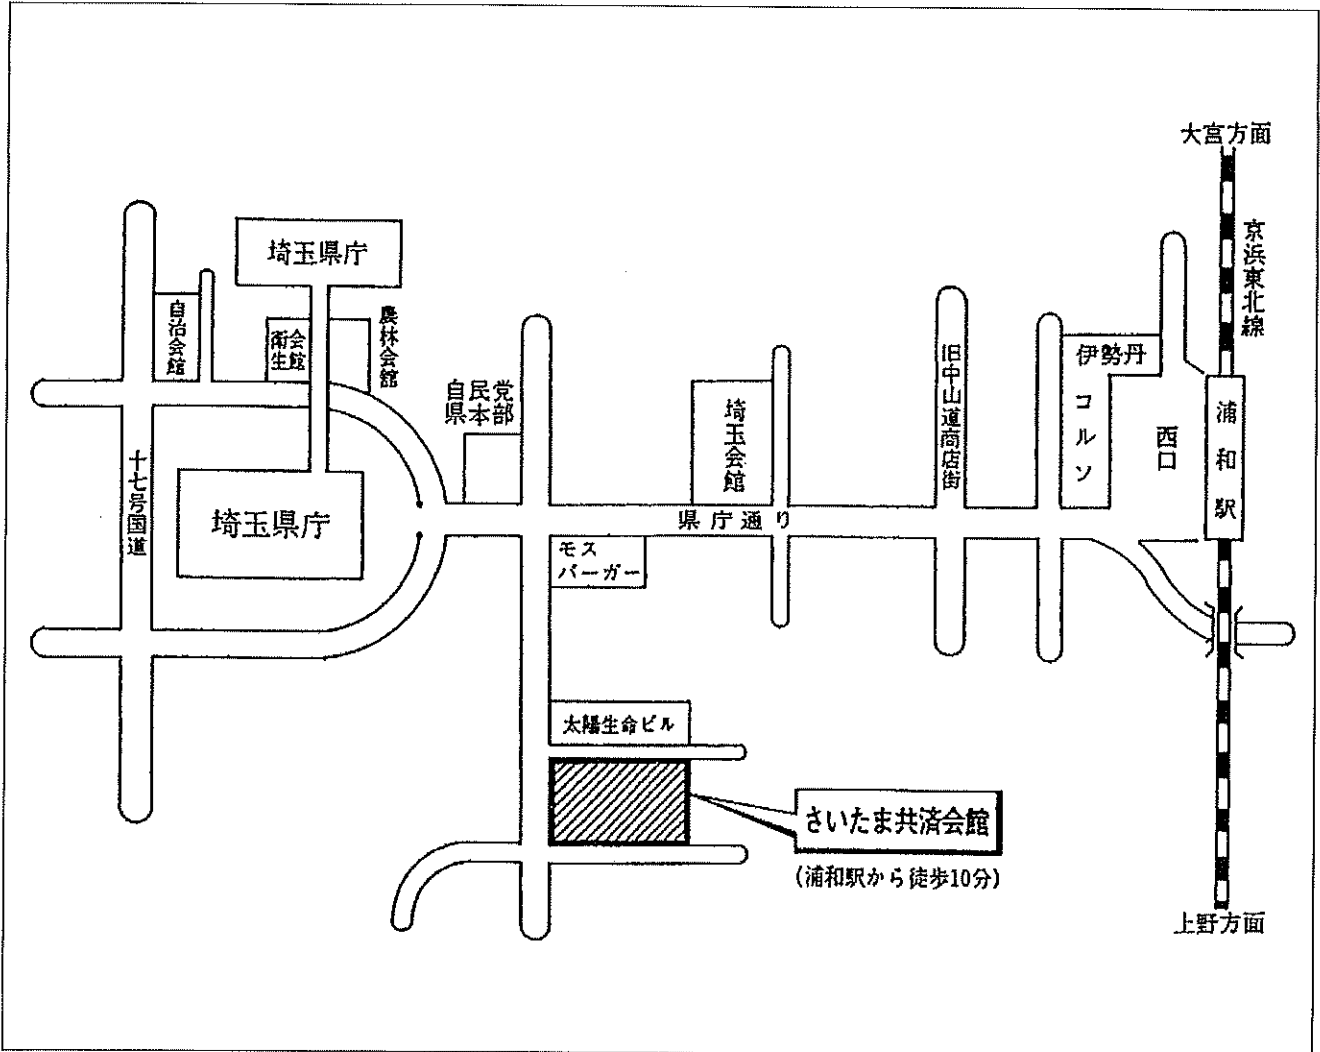 大宮方面
京浜東北線
埼玉県庁
自治会館
衛生会館
農林会館
自民党
県本部
埼玉会館
旧中山道商店街
伊勢丹
コルソ
西口
浦和駅
十七号国道
埼玉県庁
県庁通り
モス
バーガー
太陽生命ビル
さいたま共済会館
(浦和駅から徒歩10分)
上野方面